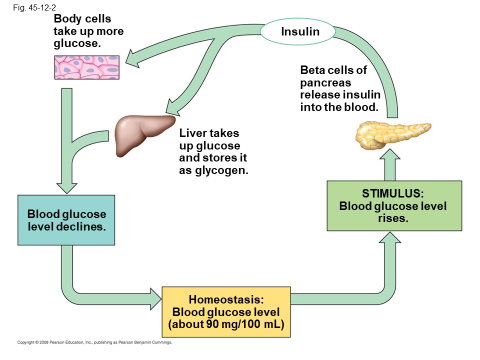 Fig. 45-12-2
Body cells
take up more
glucose.
Insulin
Beta cells of
pancreas
release insulin
into the blood.
Liver takes
up glucose
and stores it
as glycogen.
STIMULUS:
Blood glucose level
rises.
Blood glucose
level declines.
Homeostasis:
Blood glucose level
(about 90 mg/100 mL)
Copyright © 2008 Pearson Education, Inc., publishing as Pearson Benjamin Cummings.